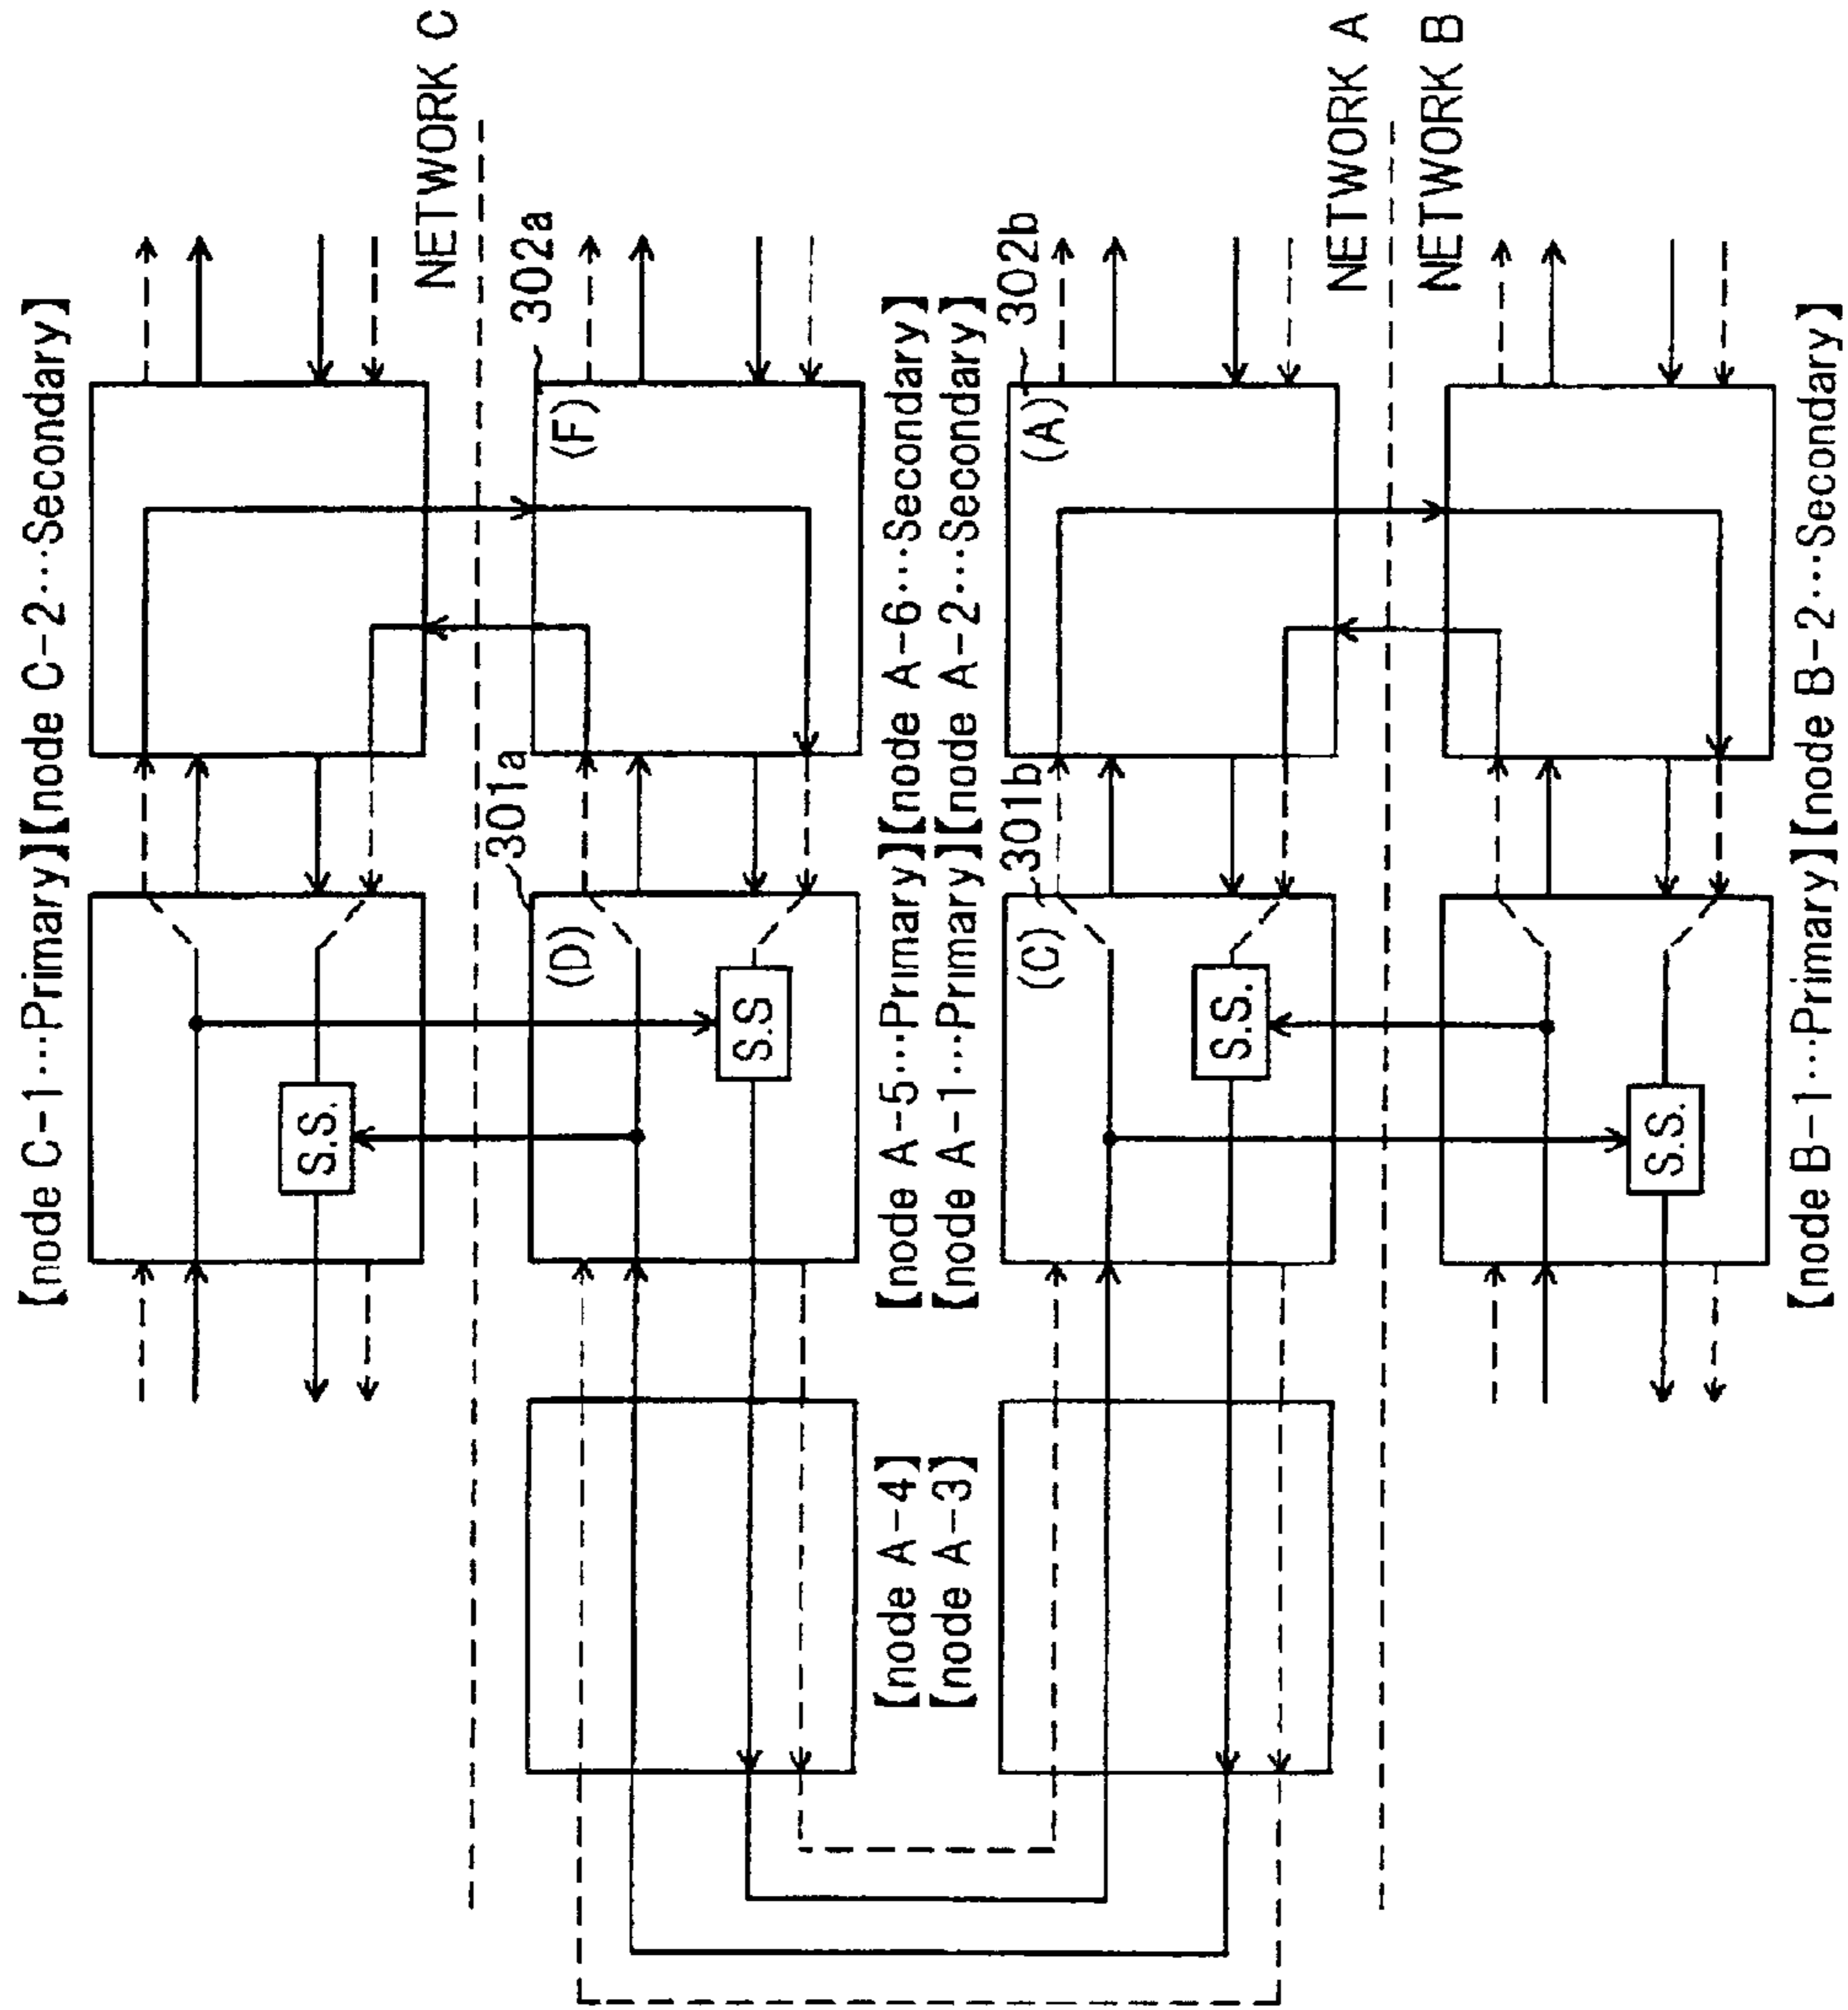 【node C-1…Primary】【node C-2…Secondary】
S.S.
NETWORK C
301a
302a
(D)
(F)
S.S
【node A-4】
【node A-5…Primary】【node A-6…Secondary】
【node A-3】
【node A-1…Primary】【node A-2…Secondary】
301b
302b
(C)
(A)
S.S.
NETWORK A
NETWORK B
S.S.
【node B-1…Primary】【node B-2…Secondary】